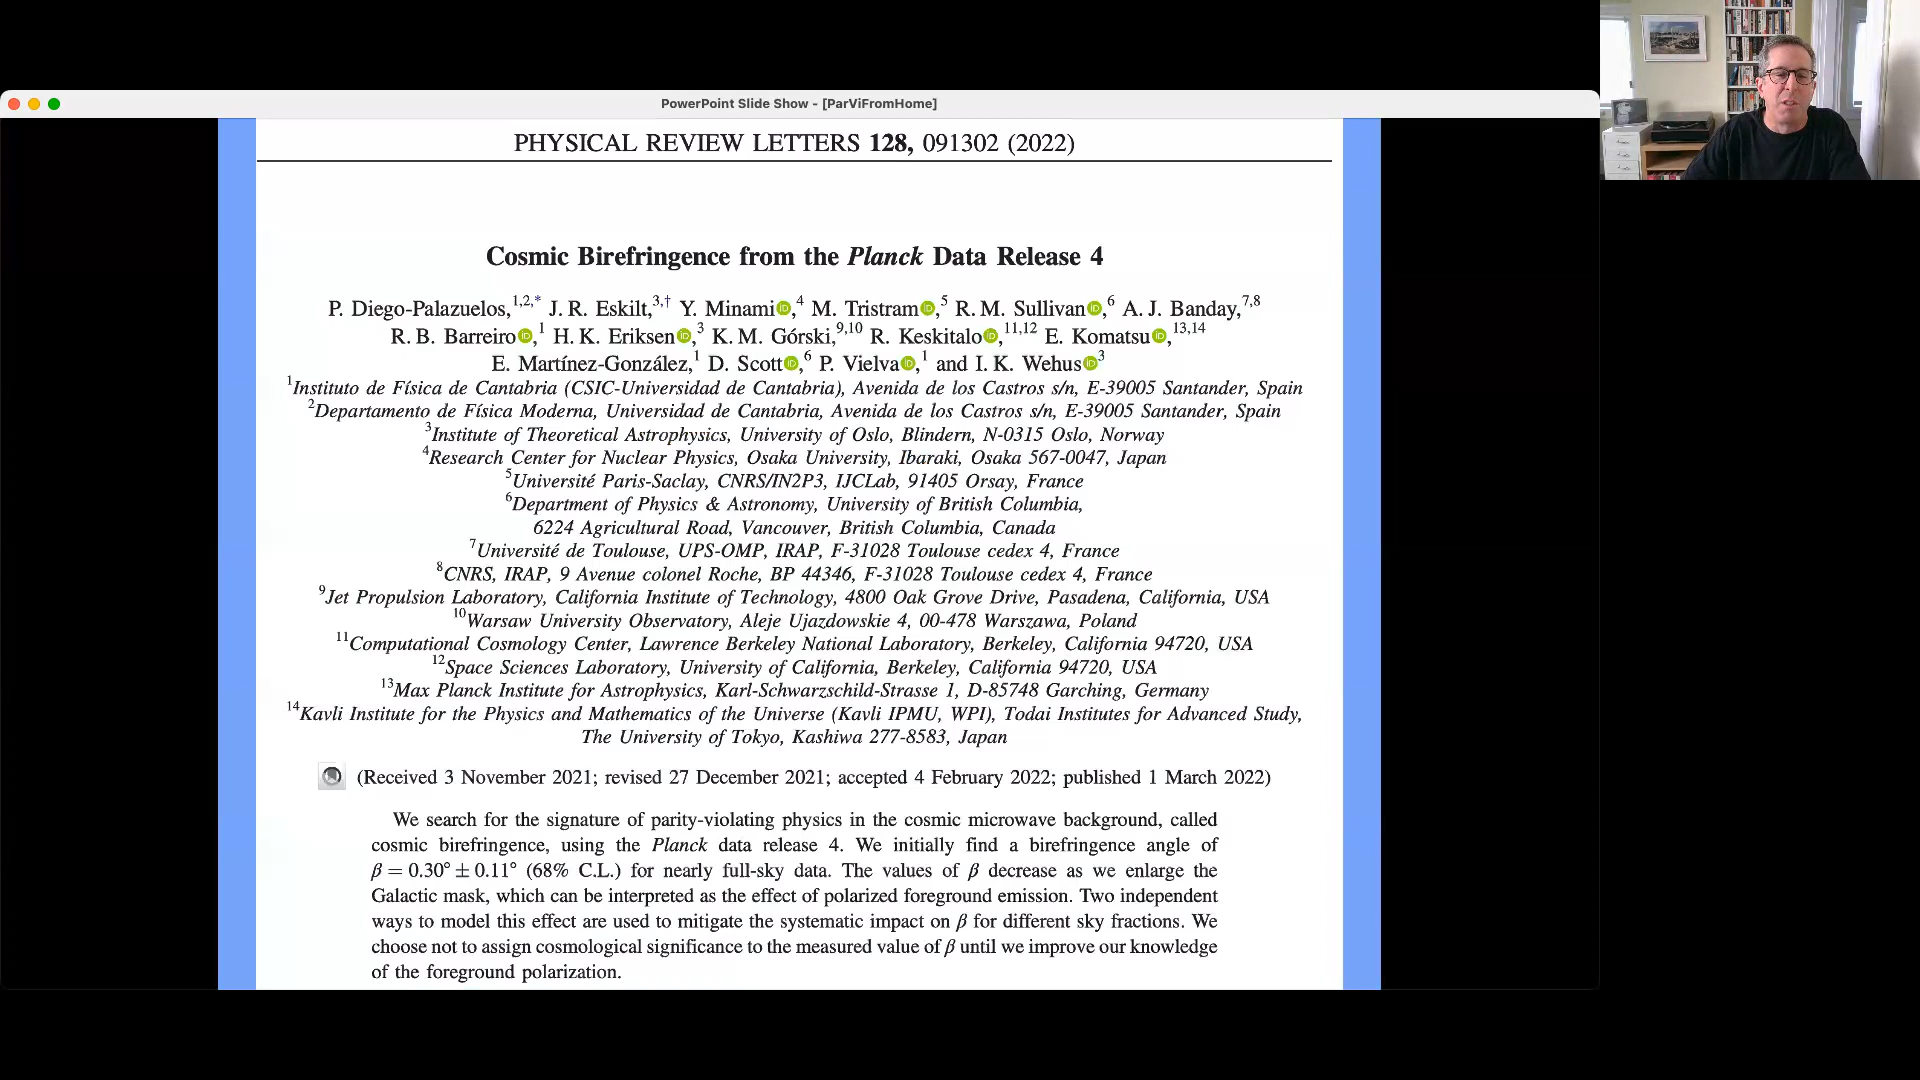 PowerPoint Slide Show - [ParViFromHome]
PHYSICAL REVIEW LETTERS 128, 091302 (2022)
Cosmic Birefringence from the Planck Data Release 4
P. Diego-Palazuelos,1,2,* J. R. Eskilt,3,† Y. Minami,4 M. Tristram,5 R. M. Sullivan,6 A. J. Banday,7,8
R. B. Barreiro,1 H. K. Eriksen,3 K. M. Górski,9,10 R. Keskitalo,11,12 E. Komatsu,13,14
E. Martínez-González,1 D. Scott,6 P. Vielva,1 and I. K. Wehus3
1Instituto de Física de Cantabria (CSIC-Universidad de Cantabria), Avenida de los Castros s/n, E-39005 Santander, Spain
2Departamento de Física Moderna, Universidad de Cantabria, Avenida de los Castros s/n, E-39005 Santander, Spain
3Institute of Theoretical Astrophysics, University of Oslo, Blindern, N-0315 Oslo, Norway
4Research Center for Nuclear Physics, Osaka University, Ibaraki, Osaka 567-0047, Japan
5Université Paris-Saclay, CNRS/IN2P3, IJCLab, 91405 Orsay, France
6Department of Physics & Astronomy, University of British Columbia,
6224 Agricultural Road, Vancouver, British Columbia, Canada
7Université de Toulouse, UPS-OMP, IRAP, F-31028 Toulouse cedex 4, France
8CNRS, IRAP, 9 Avenue colonel Roche, BP 44346, F-31028 Toulouse cedex 4, France
9Jet Propulsion Laboratory, California Institute of Technology, 4800 Oak Grove Drive, Pasadena, California, USA
10Warsaw University Observatory, Aleje Ujazdowskie 4, 00-478 Warszawa, Poland
11Computational Cosmology Center, Lawrence Berkeley National Laboratory, Berkeley, California 94720, USA
12Space Sciences Laboratory, University of California, Berkeley, California 94720, USA
13Max Planck Institute for Astrophysics, Karl-Schwarzschild-Strasse 1, D-85748 Garching, Germany
14Kavli Institute for the Physics and Mathematics of the Universe (Kavli IPMU, WPI), Todai Institutes for Advanced Study,
The University of Tokyo, Kashiwa 277-8583, Japan
(Received 3 November 2021; revised 27 December 2021; accepted 4 February 2022; published 1 March 2022)
We search for the signature of parity-violating physics in the cosmic microwave background, called
cosmic birefringence, using the Planck data release 4. We initially find a birefringence angle of
β = 0.30° ± 0.11° (68% C.L.) for nearly full-sky data. The values of β decrease as we enlarge the
Galactic mask, which can be interpreted as the effect of polarized foreground emission. Two independent
ways to model this effect are used to mitigate the systematic impact on β for different sky fractions. We
choose not to assign cosmological significance to the measured value of β until we improve our knowledge
of the foreground polarization.